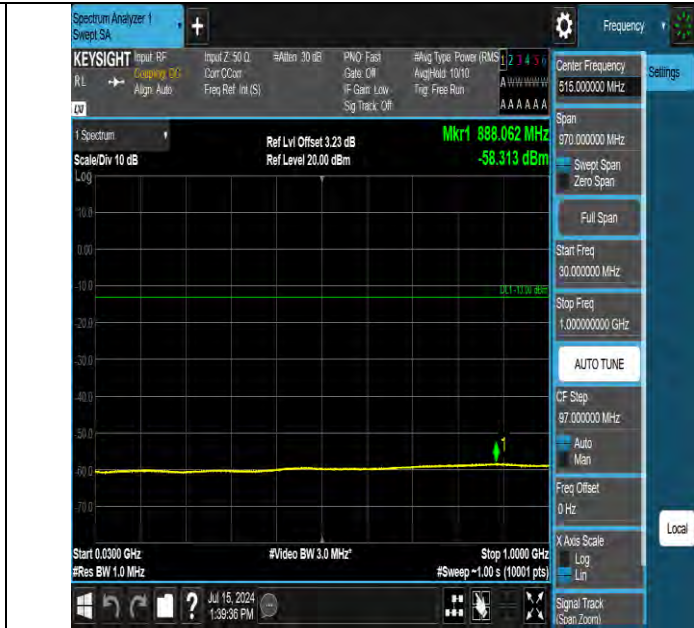 Spectrum Analyzer 1
Swept SA
+
Frequency
KEYSIGHT
RL
Input: RF
Coupling: DC
Align: Auto
Input Z: 50 Ω
Corr CCorr
Freq Ref: Int (S)
#Atten: 30 dB
PNO: Fast
Gate: Off
IF Gain: Low
Sig Track: Off
#Avg Type: Power (RMS
Avg|Hold: 10/10
Trig: Free Run
1 2 3 4 5 6
A W W W W W
A A A A A A
LXI
1 Spectrum
Scale/Div 10 dB
Log
Ref Lvl Offset 3.23 dB
Ref Level 20.00 dBm
Mkr1 888.062 MHz
-58.313 dBm
10.0
0.00
-10.0
DL1 -13.00 dBm
-20.0
-30.0
-40.0
-50.0
1
-60.0
-70.0
Start 0.0300 GHz
#Res BW 1.0 MHz
#Video BW 3.0 MHz*
Stop 1.0000 GHz
#Sweep ~1.00 s (10001 pts)
?
Jul 15, 2024
1:39:36 PM
Center Frequency
515.000000 MHz
Settings
Span
970.000000 MHz
Swept Span
Zero Span
Full Span
Start Freq
30.000000 MHz
Stop Freq
1.000000000 GHz
AUTO TUNE
CF Step
97.000000 MHz
Auto
Man
Freq Offset
0 Hz
Local
X Axis Scale
Log
Lin
Signal Track
(Span Zoom)